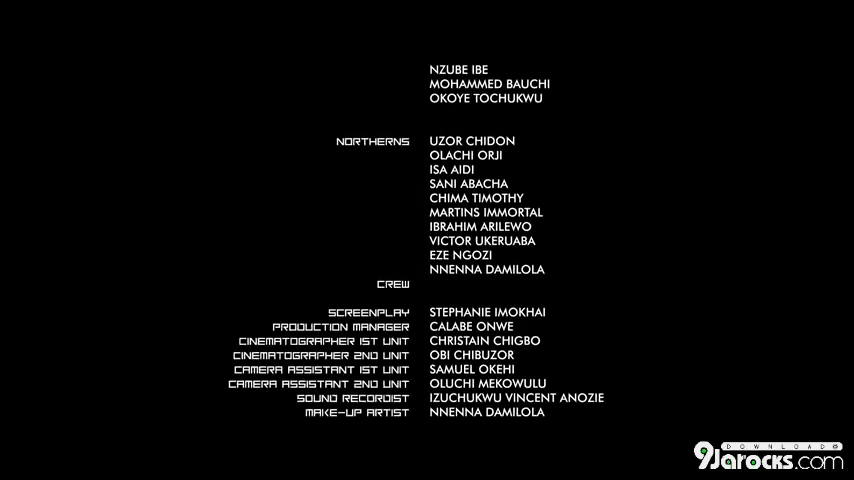 NZUBE IBE
MOHAMMED BAUCHI
OKOYE TOCHUKWU
NORTHERNS UZOR CHIDON
OLACHI ORJI
ISA AIDI
SANI ABACHA
CHIMA TIMOTHY
MARTINS IMMORTAL
IBRAHIM ARILEWO
VICTOR UKERUABA
EZE NGOZI
NNENNA DAMILOLA
CREW
SCREENPLAY STEPHANIE IMOKHAI
PRODUCTION MANAGER CALABE ONWE
CINEMATOGRAPHER 1ST UNIT CHRISTAIN CHIGBO
CINEMATOGRAPHER 2ND UNIT OBI CHIBUZOR
CAMERA ASSISTANT 1ST UNIT SAMUEL OKEHI
CAMERA ASSISTANT 2ND UNIT OLUCHI MEKOWULU
SOUND RECORDIST IZUCHUKWU VINCENT ANOZIE
MAKE-UP ARTIST NNENNA DAMILOLA
DOWNLOAD@
9Jarocks.com